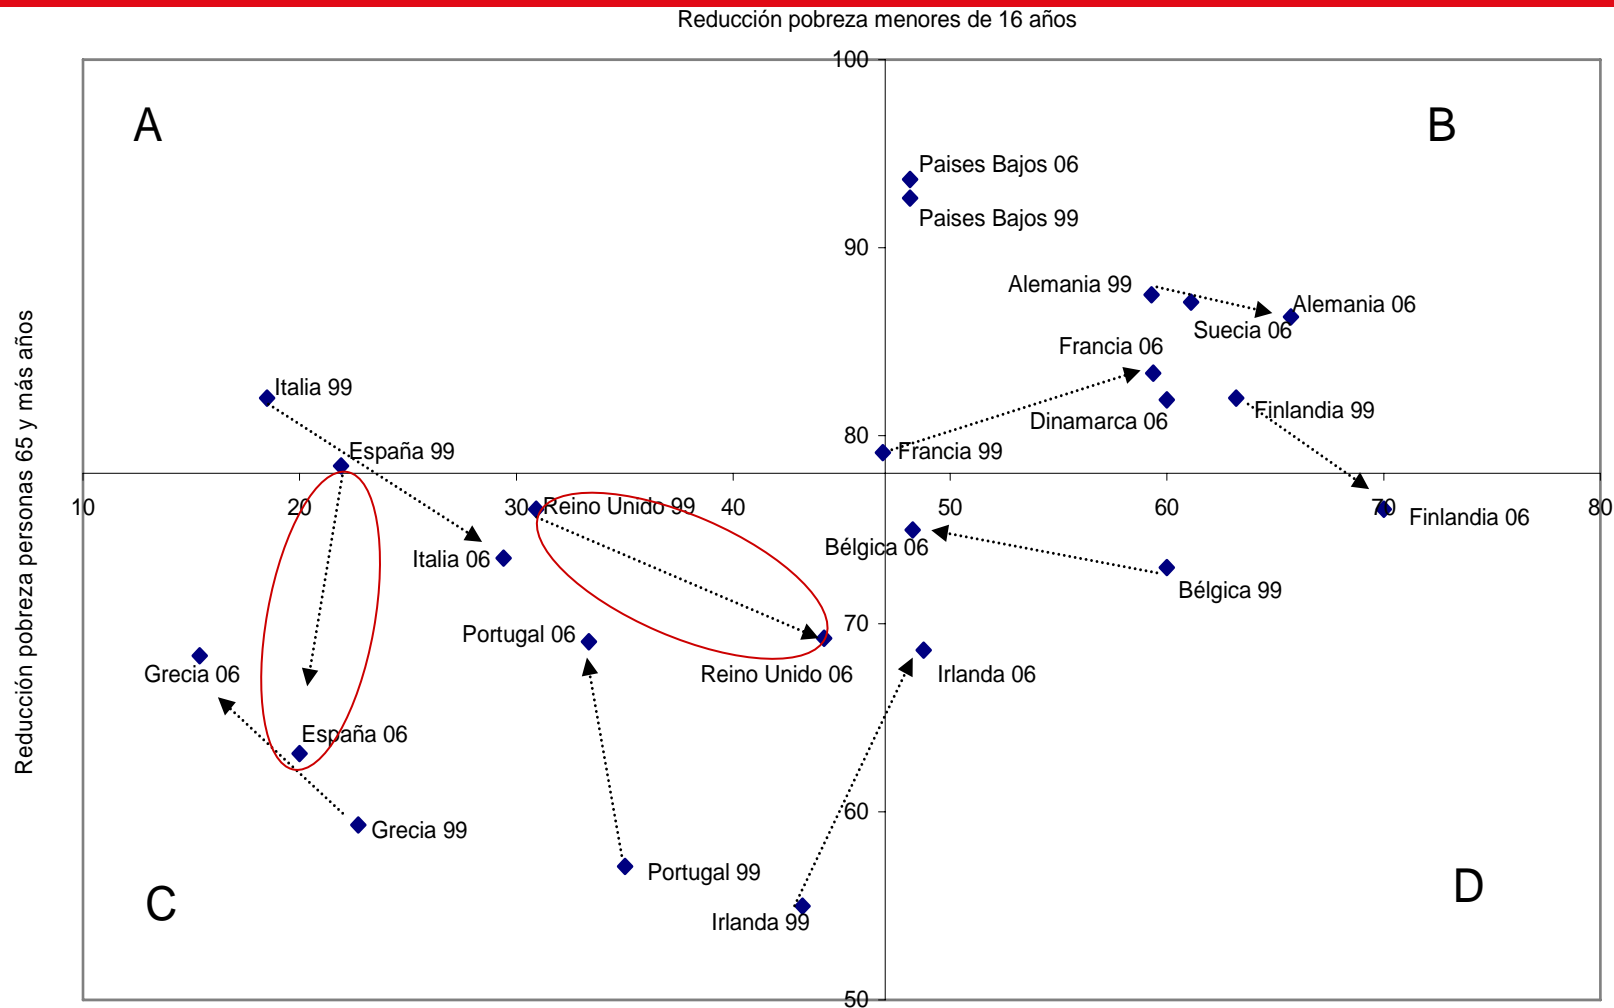 Reducción pobreza menores de 16 años
100
A
B
Paises Bajos 06
Paises Bajos 99
90
Alemania 99
Alemania 06
Suecia 06
Francia 06
Italia 99
Finlandia 99
Dinamarca 06
80
España 99
Francia 99
10
20
30
40
50
60
70
80
Reino Unido 99
Finlandia 06
Bélgica 06
Italia 06
Bélgica 99
70
Portugal 06
Reino Unido 06
Irlanda 06
Grecia 06
España 06
60
Grecia 99
Portugal 99
C
D
Irlanda 99
50
Reducción pobreza personas 65 y más años